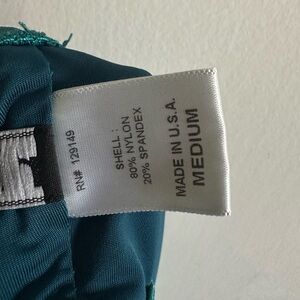 RN# 129149
SHELL :
80% NYLON
20% SPANDEX
MADE IN U.S.A.
MEDIUM